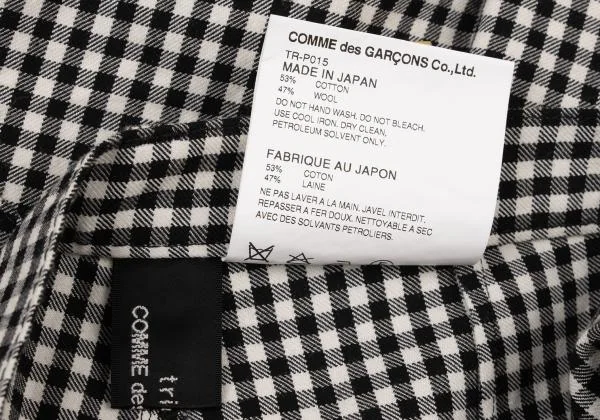 COMME des GARÇONS Co.,Ltd.
TR-P015
MADE IN JAPAN
53% COTTON
47% WOOL
DO NOT HAND WASH. DO NOT BLEACH.
USE COOL IRON. DRY CLEAN,
PETROLEUM SOLVENT ONLY.
FABRIQUE AU JAPON
53% COTON
47% LAINE
NE PAS LAVER A LA MAIN. JAVEL INTERDIT.
REPASSER A FER DOUX. NETTOYAGE A SEC
AVEC DES SOLVANTS PETROLIERS.
tri
COMME des